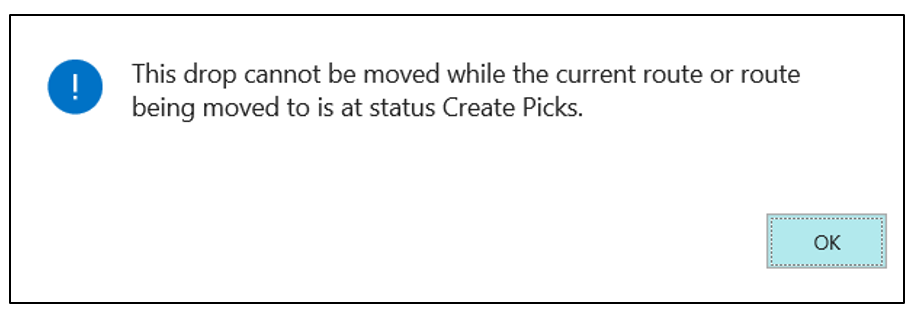 This drop cannot be moved while the current route or route
being moved to is at status Create Picks.
OK